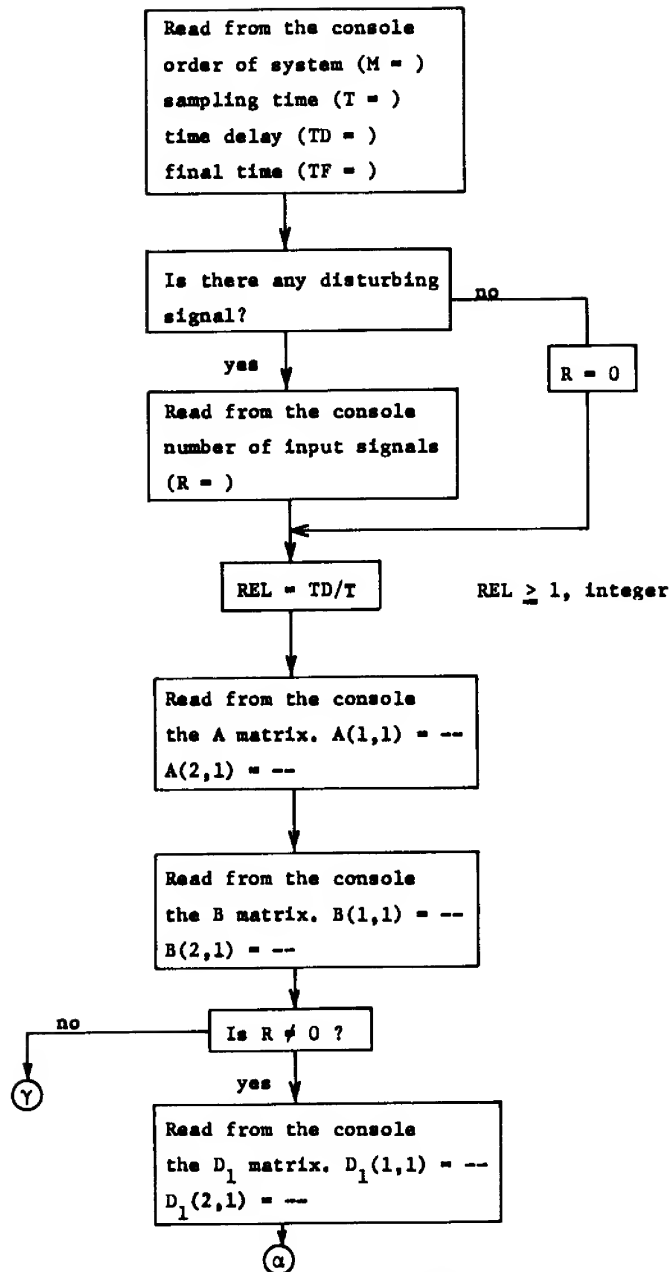 Read from the console
order of system (M = )
sampling time (T = )
time delay (TD = )
final time (TF = )
Is there any disturbing
signal?
no
yes
R = 0
Read from the console
number of input signals
(R = )
REL = TD/T
REL ≥ 1, integer
Read from the console
the A matrix. A(1,1) = --
A(2,1) = --
Read from the console
the B matrix. B(1,1) = --
B(2,1) = --
Is R ≠ 0 ?
no
γ
yes
Read from the console
the D₁ matrix. D₁(1,1) = --
D₁(2,1) = --
α